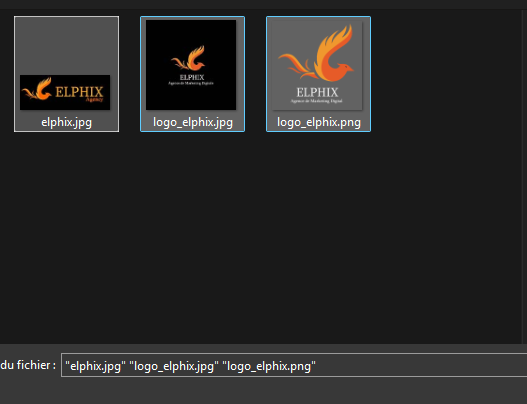 ELPHIX
Agency
elphix.jpg
ELPHIX
Agence de Marketing Digital
logo_elphix.jpg
ELPHIX
Agence de Marketing Digital
logo_elphix.png
du fichier :
"elphix.jpg" "logo_elphix.jpg" "logo_elphix.png"